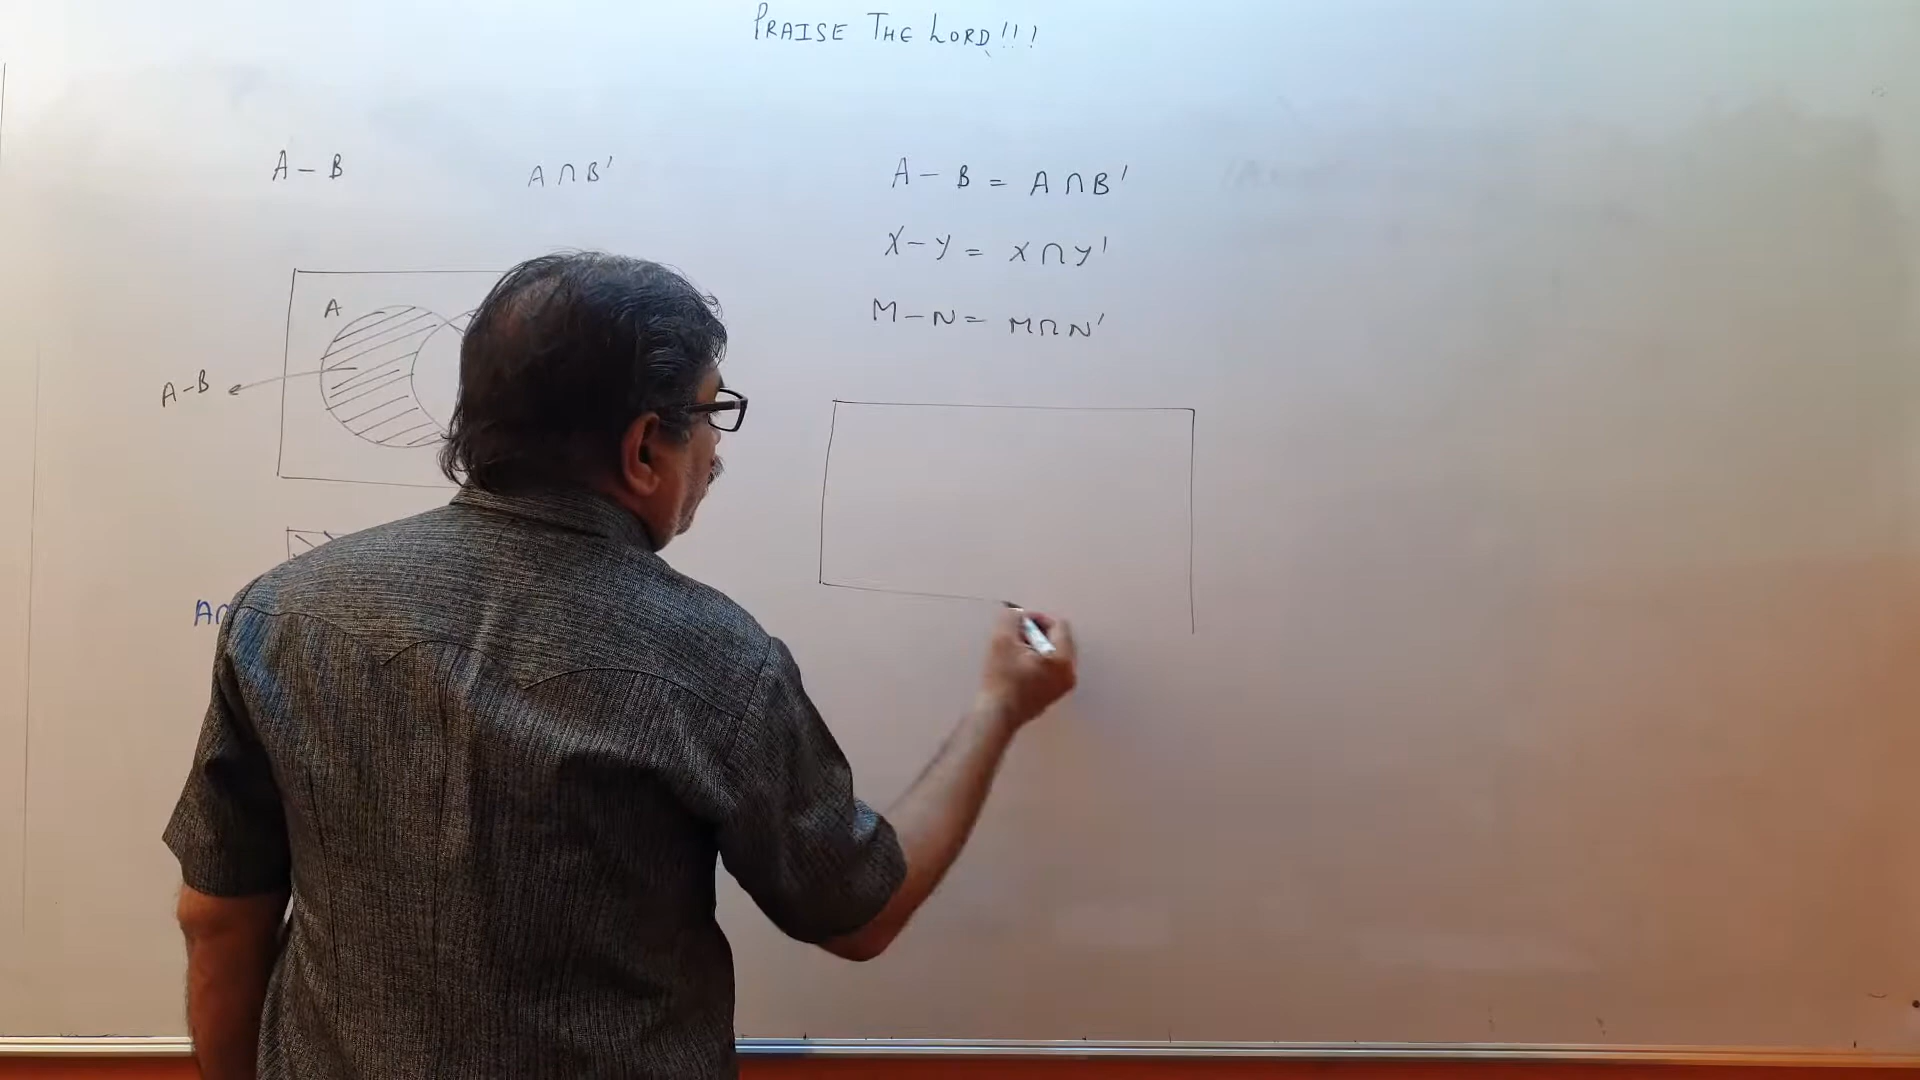 PRAISE THE LORD!!!
A - B
A ∩ B'
A
A-B
A∩
A - B = A ∩ B'
X - Y = X ∩ Y'
M - N = M ∩ N'